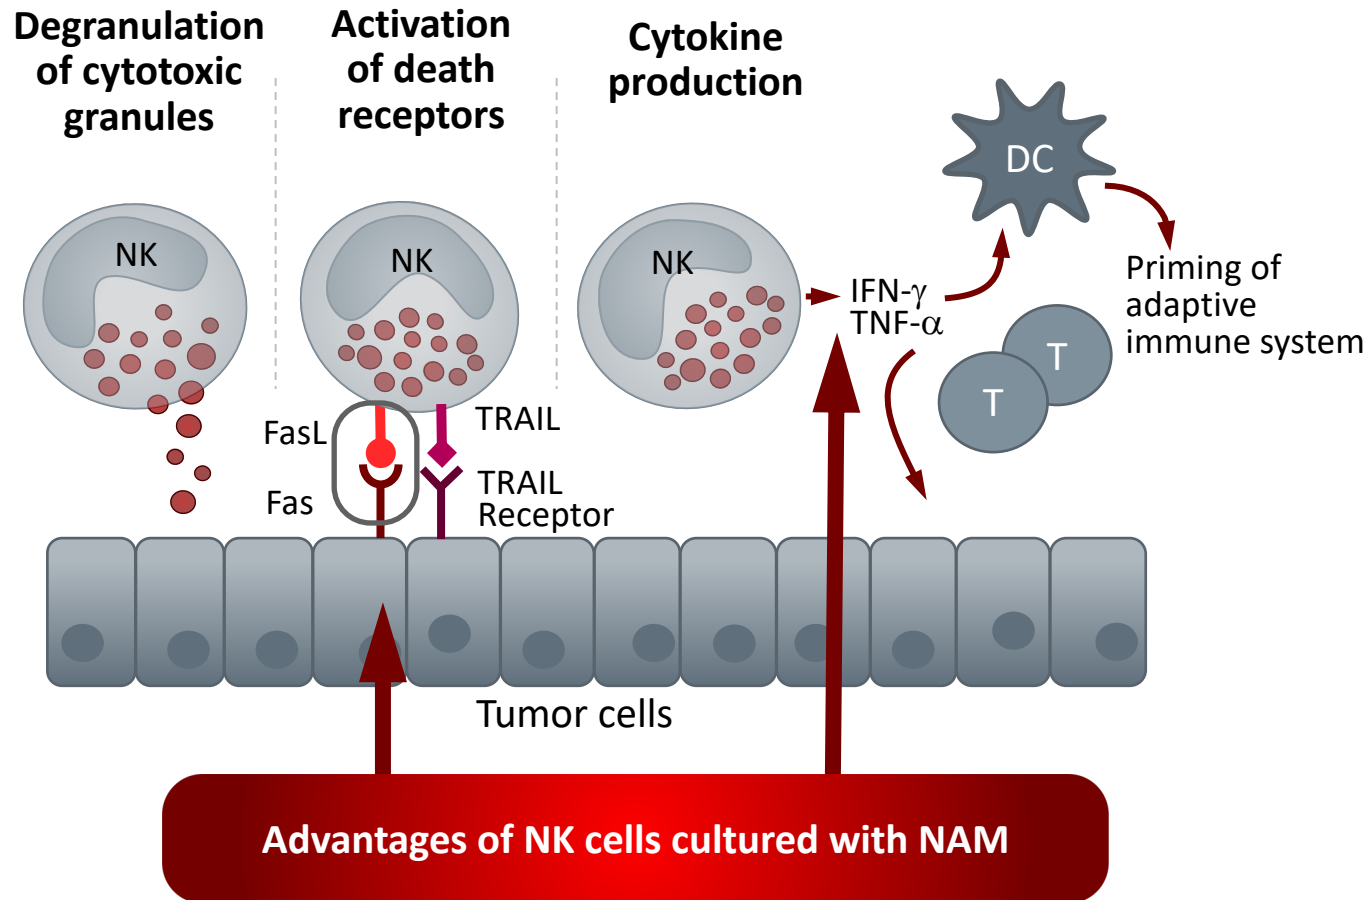 Degranulation
of cytotoxic
granules
Activation
of death
receptors
Cytokine
production
NK
NK
NK
DC
IFN-γ
TNF-α
Priming of
adaptive
immune system
T
T
FasL
Fas
TRAIL
TRAIL
Receptor
Tumor cells
Advantages of NK cells cultured with NAM